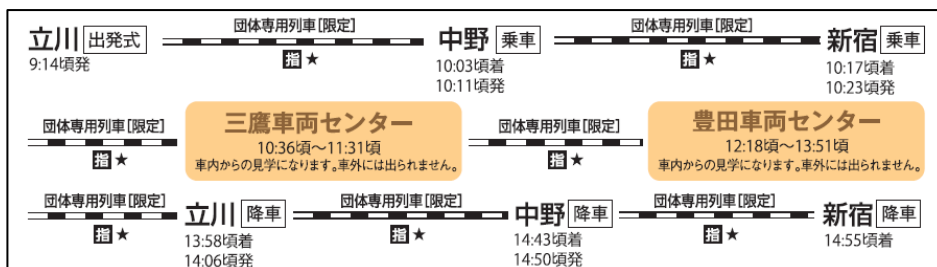 団体専用列車[限定] 団体専用列車[限定]
立川 出発式 指★ 中野 乗車 指★ 新宿 乗車
9:14頃発 10:03頃着 10:17頃着
10:11頃発 10:23頃発
団体専用列車[限定] 三鷹車両センター 団体専用列車[限定] 豊田車両センター
指★ 10:36頃〜11:31頃 指★ 12:18頃〜13:51頃
車内からの見学になります。車外には出られません。 車内からの見学になります。車外には出られません。
団体専用列車[限定] 団体専用列車[限定] 団体専用列車[限定]
指★ 立川 降車 指★ 中野 降車 指★ 新宿 降車
13:58頃着 14:43頃着 14:55頃着
14:06頃発 14:50頃発